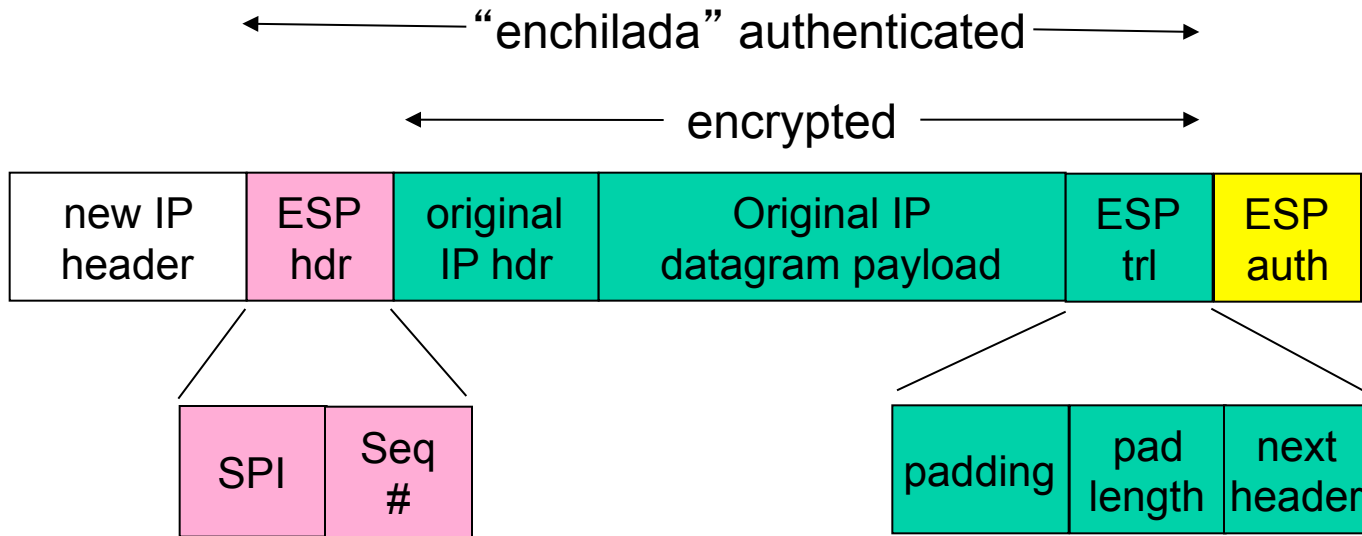 “enchilada” authenticated
encrypted
new IP
header
ESP
hdr
original
IP hdr
Original IP
datagram payload
ESP
trl
ESP
auth
SPI
Seq
#
padding
pad
length
next
header